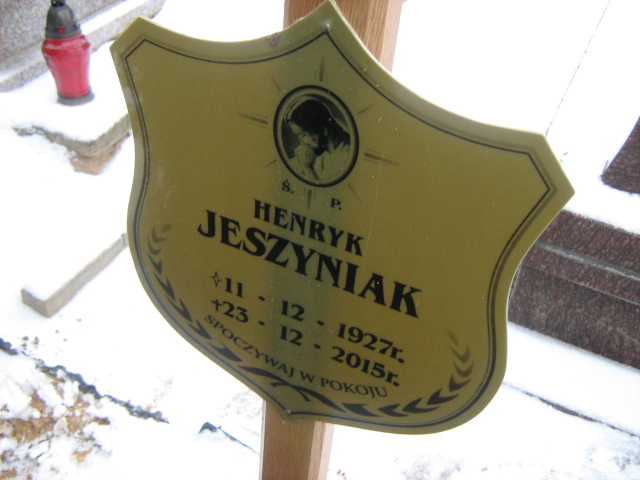 Ś. P.
HENRYK
JESZYNIAK
✧11 - 12 - 1927r.
†23 - 12 - 2015r.
SPOCZYWAJ W POKOJU